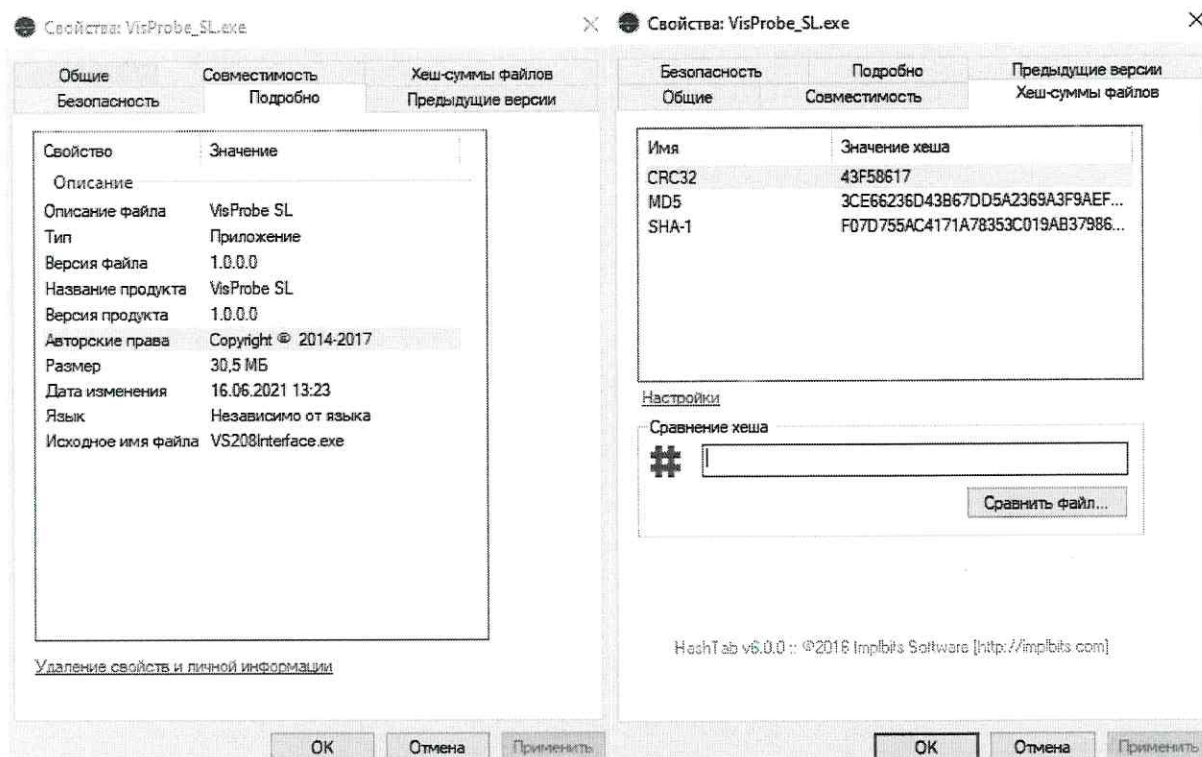 Свойства: VisProbe_SL.exe
Общие Совместимость Хеш-суммы файлов
Безопасность Подробно Предыдущие версии
Свойство Значение
Описание
Описание файла VisProbe SL
Тип Приложение
Версия файла 1.0.0.0
Название продукта VisProbe SL
Версия продукта 1.0.0.0
Авторские права Copyright © 2014-2017
Размер 30,5 МБ
Дата изменения 16.06.2021 13:23
Язык Независимо от языка
Исходное имя файла VS208Interface.exe
Удаление свойств и личной информации
OK Отмена Применить
Свойства: VisProbe_SL.exe
Безопасность Подробно Предыдущие версии
Общие Совместимость Хеш-суммы файлов
Имя Значение хеша
CRC32 43F58617
MD5 3CE66236D43B67DD5A2369A3F9AEF...
SHA-1 F07D755AC4171A78353C019AB37986...
Настройки
Сравнение хеша
#
Сравнить файл...
HashTab v6.0.0 :: ©2016 Implbits Software [http://implbits.com]
OK Отмена Применить